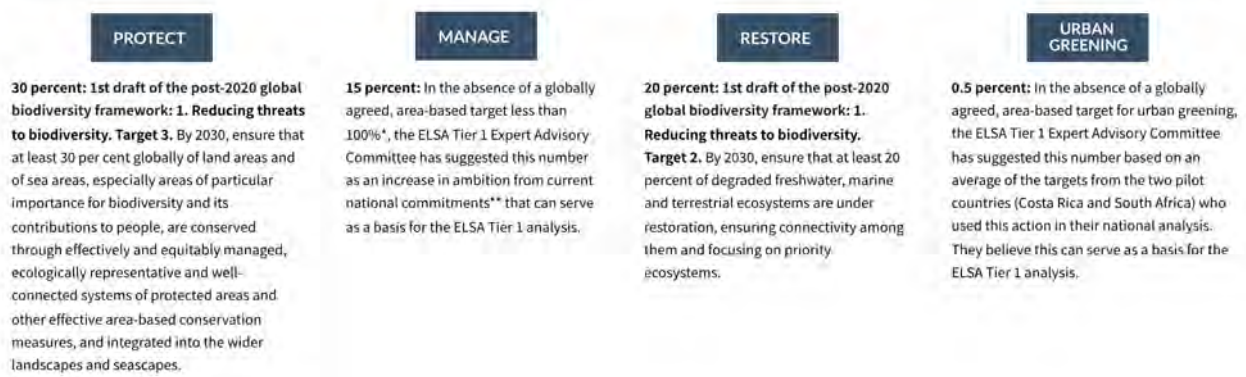 PROTECT
30 percent: 1st draft of the post-2020 global
biodiversity framework: 1. Reducing threats
to biodiversity. Target 3. By 2030, ensure that
at least 30 per cent globally of land areas and
of sea areas, especially areas of particular
importance for biodiversity and its
contributions to people, are conserved
through effectively and equitably managed,
ecologically representative and well-
connected systems of protected areas and
other effective area-based conservation
measures, and integrated into the wider
landscapes and seascapes.
MANAGE
15 percent: In the absence of a globally
agreed, area-based target less than
100%*, the ELSA Tier 1 Expert Advisory
Committee has suggested this number
as an increase in ambition from current
national commitments** that can serve
as a basis for the ELSA Tier 1 analysis.
RESTORE
20 percent: 1st draft of the post-2020
global biodiversity framework: 1.
Reducing threats to biodiversity.
Target 2. By 2030, ensure that at least 20
percent of degraded freshwater, marine
and terrestrial ecosystems are under
restoration, ensuring connectivity among
them and focusing on priority
ecosystems.
URBAN
GREENING
0.5 percent: In the absence of a globally
agreed, area-based target for urban greening,
the ELSA Tier 1 Expert Advisory Committee
has suggested this number based on an
average of the targets from the two pilot
countries (Costa Rica and South Africa) who
used this action in their national analysis.
They believe this can serve as a basis for the
ELSA Tier 1 analysis.